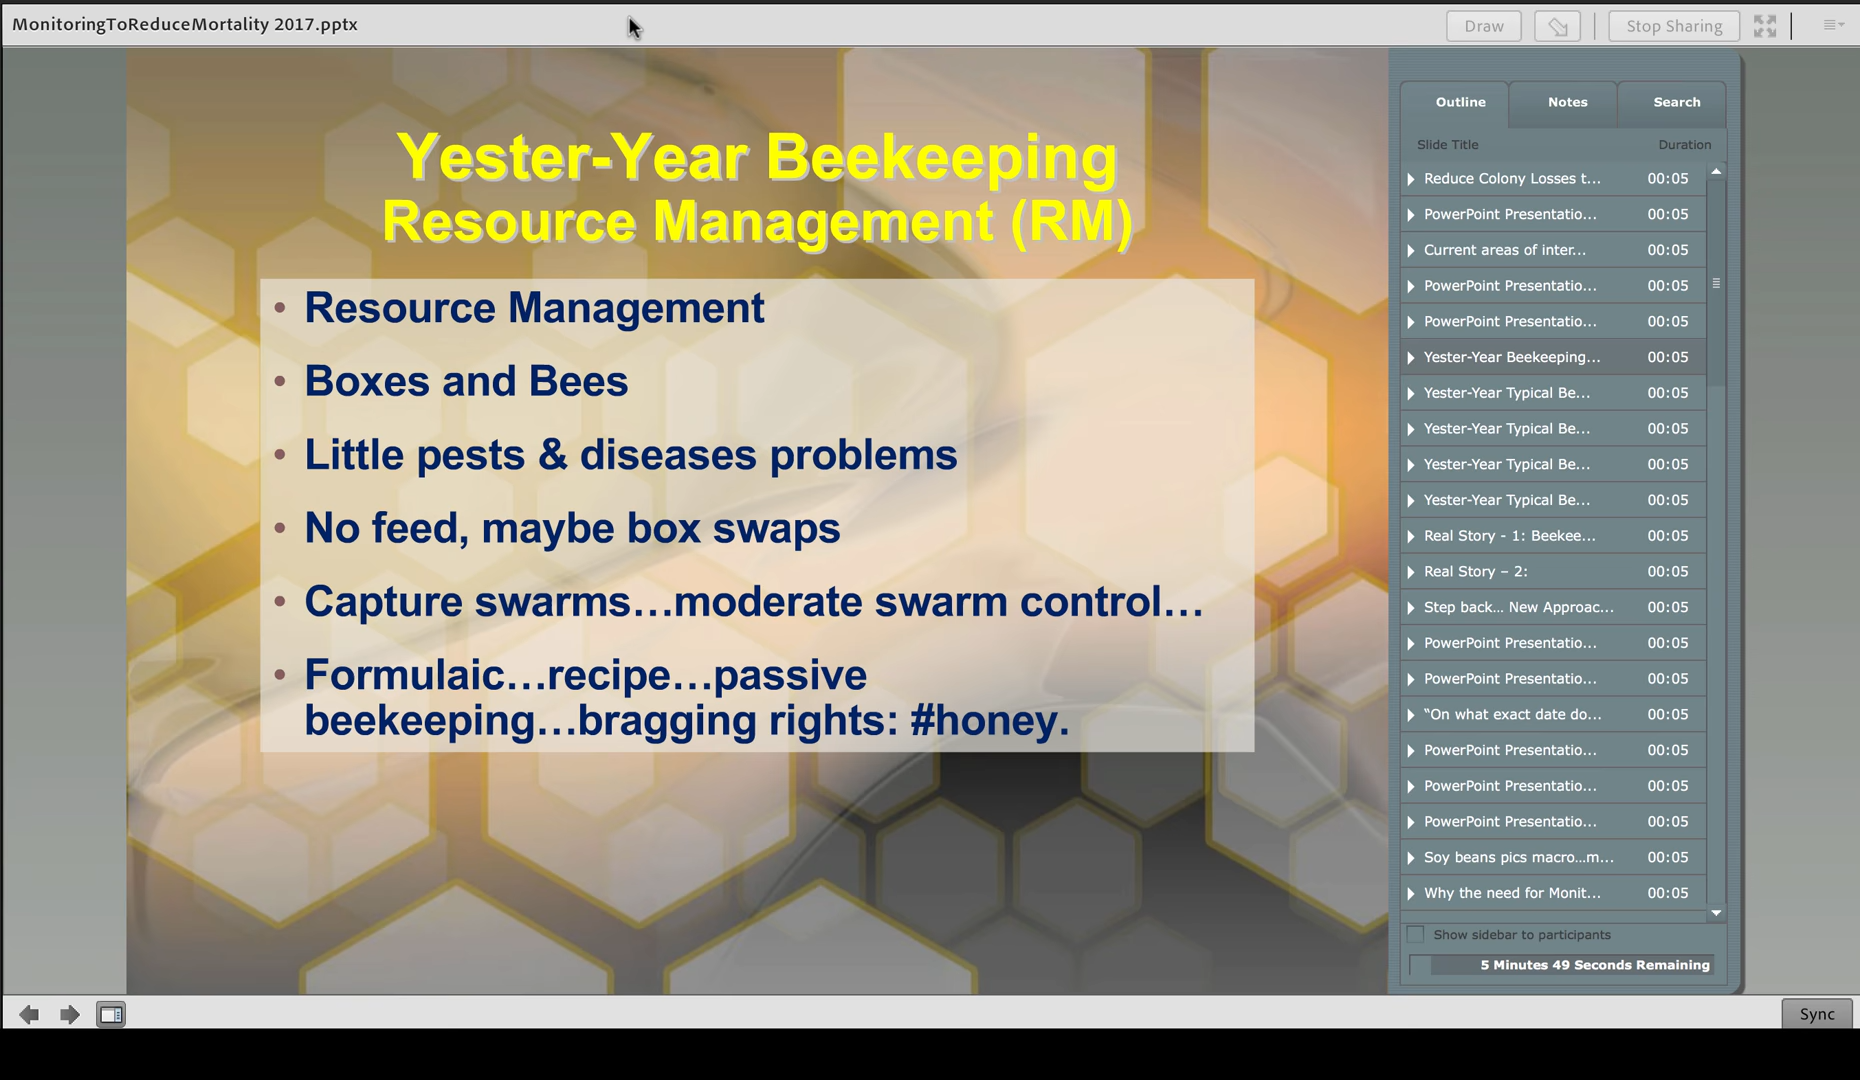 MonitoringToReduceMortality 2017.pptx
Draw
Stop Sharing
Yester-Year Beekeeping
Resource Management (RM)
• Resource Management
• Boxes and Bees
• Little pests & diseases problems
• No feed, maybe box swaps
• Capture swarms…moderate swarm control…
• Formulaic…recipe…passive
beekeeping…bragging rights: #honey.
Outline Notes Search
Slide Title Duration
Reduce Colony Losses t... 00:05
PowerPoint Presentatio... 00:05
Current areas of inter... 00:05
PowerPoint Presentatio... 00:05
PowerPoint Presentatio... 00:05
Yester-Year Beekeeping... 00:05
Yester-Year Typical Be... 00:05
Yester-Year Typical Be... 00:05
Yester-Year Typical Be... 00:05
Yester-Year Typical Be... 00:05
Real Story - 1: Beekee... 00:05
Real Story – 2: 00:05
Step back... New Approac... 00:05
PowerPoint Presentatio... 00:05
PowerPoint Presentatio... 00:05
“On what exact date do... 00:05
PowerPoint Presentatio... 00:05
PowerPoint Presentatio... 00:05
PowerPoint Presentatio... 00:05
Soy beans pics macro…m... 00:05
Why the need for Monit... 00:05
Show sidebar to participants
5 Minutes 49 Seconds Remaining
Sync